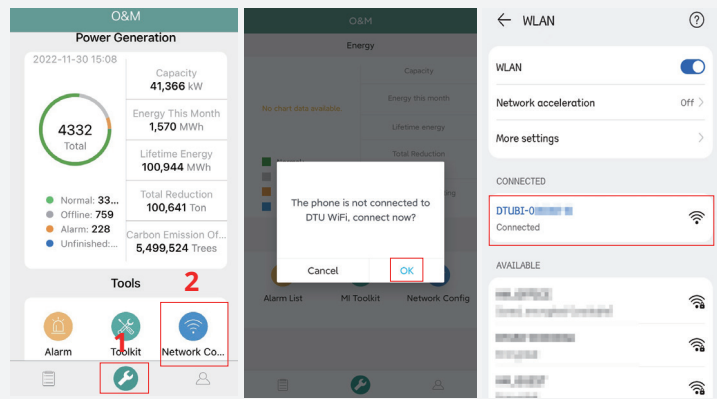 O&M
Power Generation
2022-11-30 15:08
4332
Total
Normal: 33...
Offline: 759
Alarm: 228
Unfinished:...
Capacity
41,366 kW
Energy This Month
1,570 MWh
Lifetime Energy
100,944 MWh
Total Reduction
100,641 Ton
Carbon Emission Of...
5,499,524 Trees
Tools
2
1
Alarm
Toolkit
Network Co...
O&M
Energy
No chart data available.
Capacity
Energy this month
Lifetime energy
Total Reduction
The phone is not connected to
DTU WiFi, connect now?
Cancel
OK
Alarm List
MI Toolkit
Network Config
WLAN
WLAN
Network acceleration
Off
More settings
CONNECTED
DTUBI-0
Connected
AVAILABLE